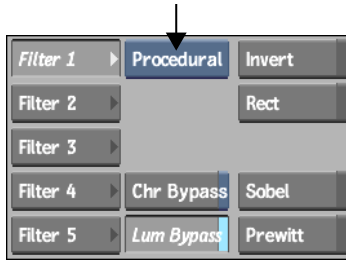 Filter 1 Procedural Invert
Filter 2 Rect
Filter 3
Filter 4 Chr Bypass Sobel
Filter 5 Lum Bypass Prewitt